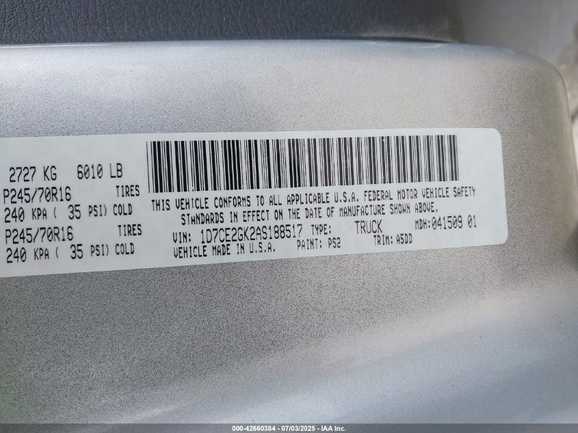 2727 KG 6010 LB
P245/70R16 TIRES
240 KPA ( 35 PSI) COLD
P245/70R16 TIRES
240 KPA ( 35 PSI) COLD
THIS VEHICLE CONFORMS TO ALL APPLICABLE U.S.A. FEDERAL MOTOR VEHICLE SAFETY
STANDARDS IN EFFECT ON THE DATE OF MANUFACTURE SHOWN ABOVE.
VIN: 1D7CE2GK2AS188517 TYPE: TRUCK MDH:041509 01
VEHICLE MADE IN U.S.A. PAINT: PS2 TRIM: A5DD
000-42660384 | 07/03/2025 | IAA Inc.